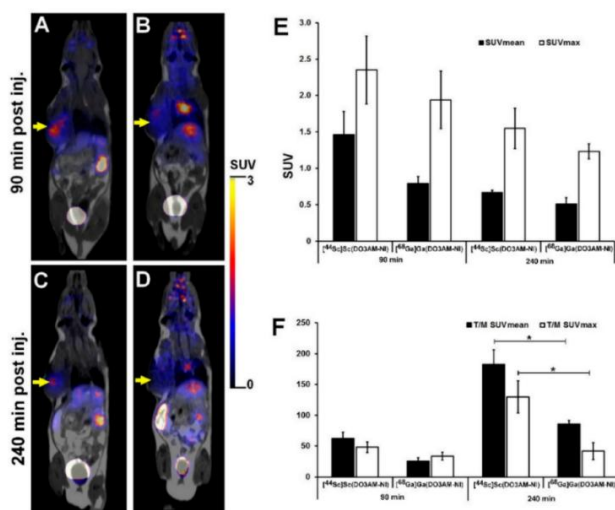 A
B
90 min post inj.
SUV
3
0
C
D
240 min post inj.
E
SUVmean SUVmax
3.0
2.5
2.0
1.5
1.0
0.5
0.0
SUV
[⁴⁴Sc]Sc(DO3AM-NI) [⁶⁸Ga]Ga(DO3AM-NI) [⁴⁴Sc]Sc(DO3AM-NI) [⁶⁸Ga]Ga(DO3AM-NI)
90 min 240 min
F
T/M SUVmean T/M SUVmax
250
200
150
100
50
0
*
*
[⁴⁴Sc]Sc(DO3AM-NI) [⁶⁸Ga]Ga(DO3AM-NI) [⁴⁴Sc]Sc(DO3AM-NI) [⁶⁸Ga]Ga(DO3AM-NI)
90 min 240 min